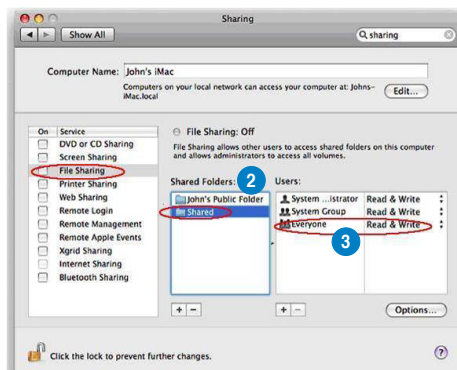 Sharing
Show All
sharing
Computer Name: John's iMac
Computers on your local network can access your computer at: Johns-
iMac.local
Edit...
On Service
DVD or CD Sharing
Screen Sharing
File Sharing
Printer Sharing
Web Sharing
Remote Login
Remote Management
Remote Apple Events
Xgrid Sharing
Internet Sharing
Bluetooth Sharing
File Sharing: Off
File Sharing allows other users to access shared folders on this computer
and allows administrators to access all volumes.
Shared Folders: 2
John's Public Folder
Shared
Users:
System ...istrator Read & Write
System Group Read & Write
Everyone Read & Write
3
+ −
+ −
Options...
Click the lock to prevent further changes.
?